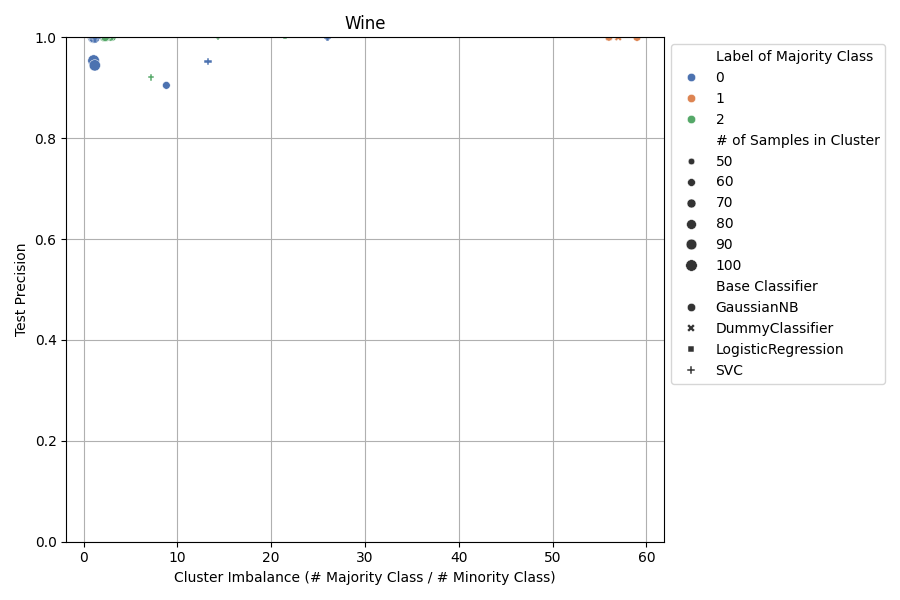 Wine
1.0
0.8
0.6
0.4
0.2
0.0
Test Precision
0 10 20 30 40 50 60
Cluster Imbalance (# Majority Class / # Minority Class)
Label of Majority Class
0
1
2
# of Samples in Cluster
50
60
70
80
90
100
Base Classifier
GaussianNB
DummyClassifier
LogisticRegression
SVC